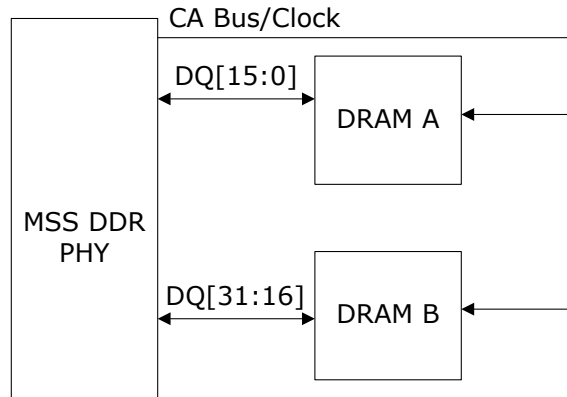 CA Bus/Clock
DQ[15:0]
DRAM A
MSS DDR
PHY
DQ[31:16]
DRAM B